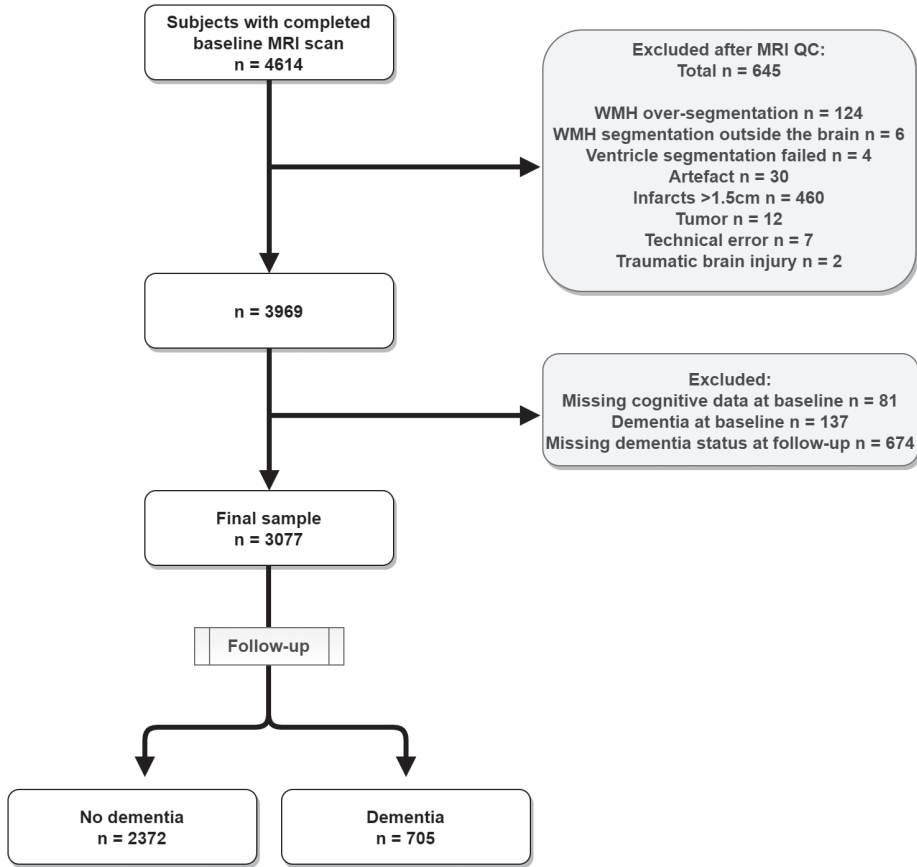 Subjects with completed
baseline MRI scan
n = 4614
Excluded after MRI QC:
Total n = 645
WMH over-segmentation n = 124
WMH segmentation outside the brain n = 6
Ventricle segmentation failed n = 4
Artefact n = 30
Infarcts >1.5cm n = 460
Tumor n = 12
Technical error n = 7
Traumatic brain injury n = 2
n = 3969
Excluded:
Missing cognitive data at baseline n = 81
Dementia at baseline n = 137
Missing dementia status at follow-up n = 674
Final sample
n = 3077
Follow-up
No dementia
n = 2372
Dementia
n = 705